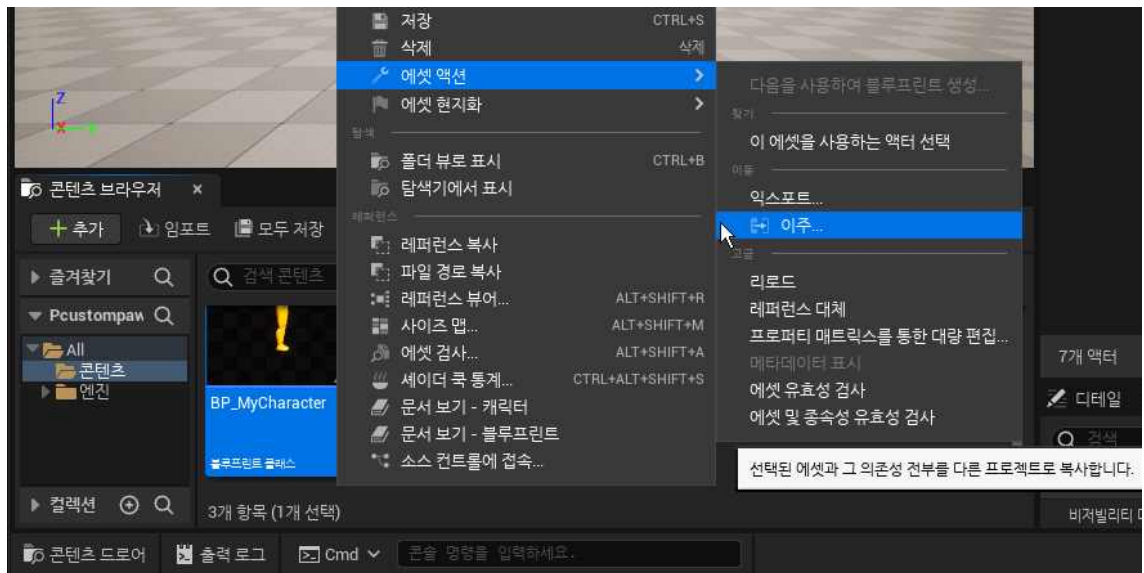 저장 CTRL+S
삭제 삭제
에셋 액션
에셋 현지화
탐색
폴더 뷰로 표시 CTRL+B
탐색기에서 표시
레퍼런스
레퍼런스 복사
파일 경로 복사
레퍼런스 뷰어... ALT+SHIFT+R
사이즈 맵... ALT+SHIFT+M
에셋 검사... ALT+SHIFT+A
셰이더 쿡 통계... CTRL+ALT+SHIFT+S
문서 보기 - 캐릭터
문서 보기 - 블루프린트
소스 컨트롤에 접속...
다음을 사용하여 블루프린트 생성...
찾기
이 에셋을 사용하는 액터 선택
이동
익스포트...
이주...
고급
리로드
레퍼런스 대체
프로퍼티 매트릭스를 통한 대량 편집...
메타데이터 표시
에셋 유효성 검사
에셋 및 종속성 유효성 검사
선택된 에셋과 그 의존성 전부를 다른 프로젝트로 복사합니다.
Z
X
콘텐츠 브라우저
추가 임포트 모두 저장
즐겨찾기
검색 콘텐츠
Pcustompaw
All
콘텐츠
엔진
BP_MyCharacter
블루프린트 클래스
컬렉션
3개 항목 (1개 선택)
7개 액터
디테일
검색
비저빌리티
콘텐츠 드로어 출력 로그 Cmd 콘솔 명령을 입력하세요.